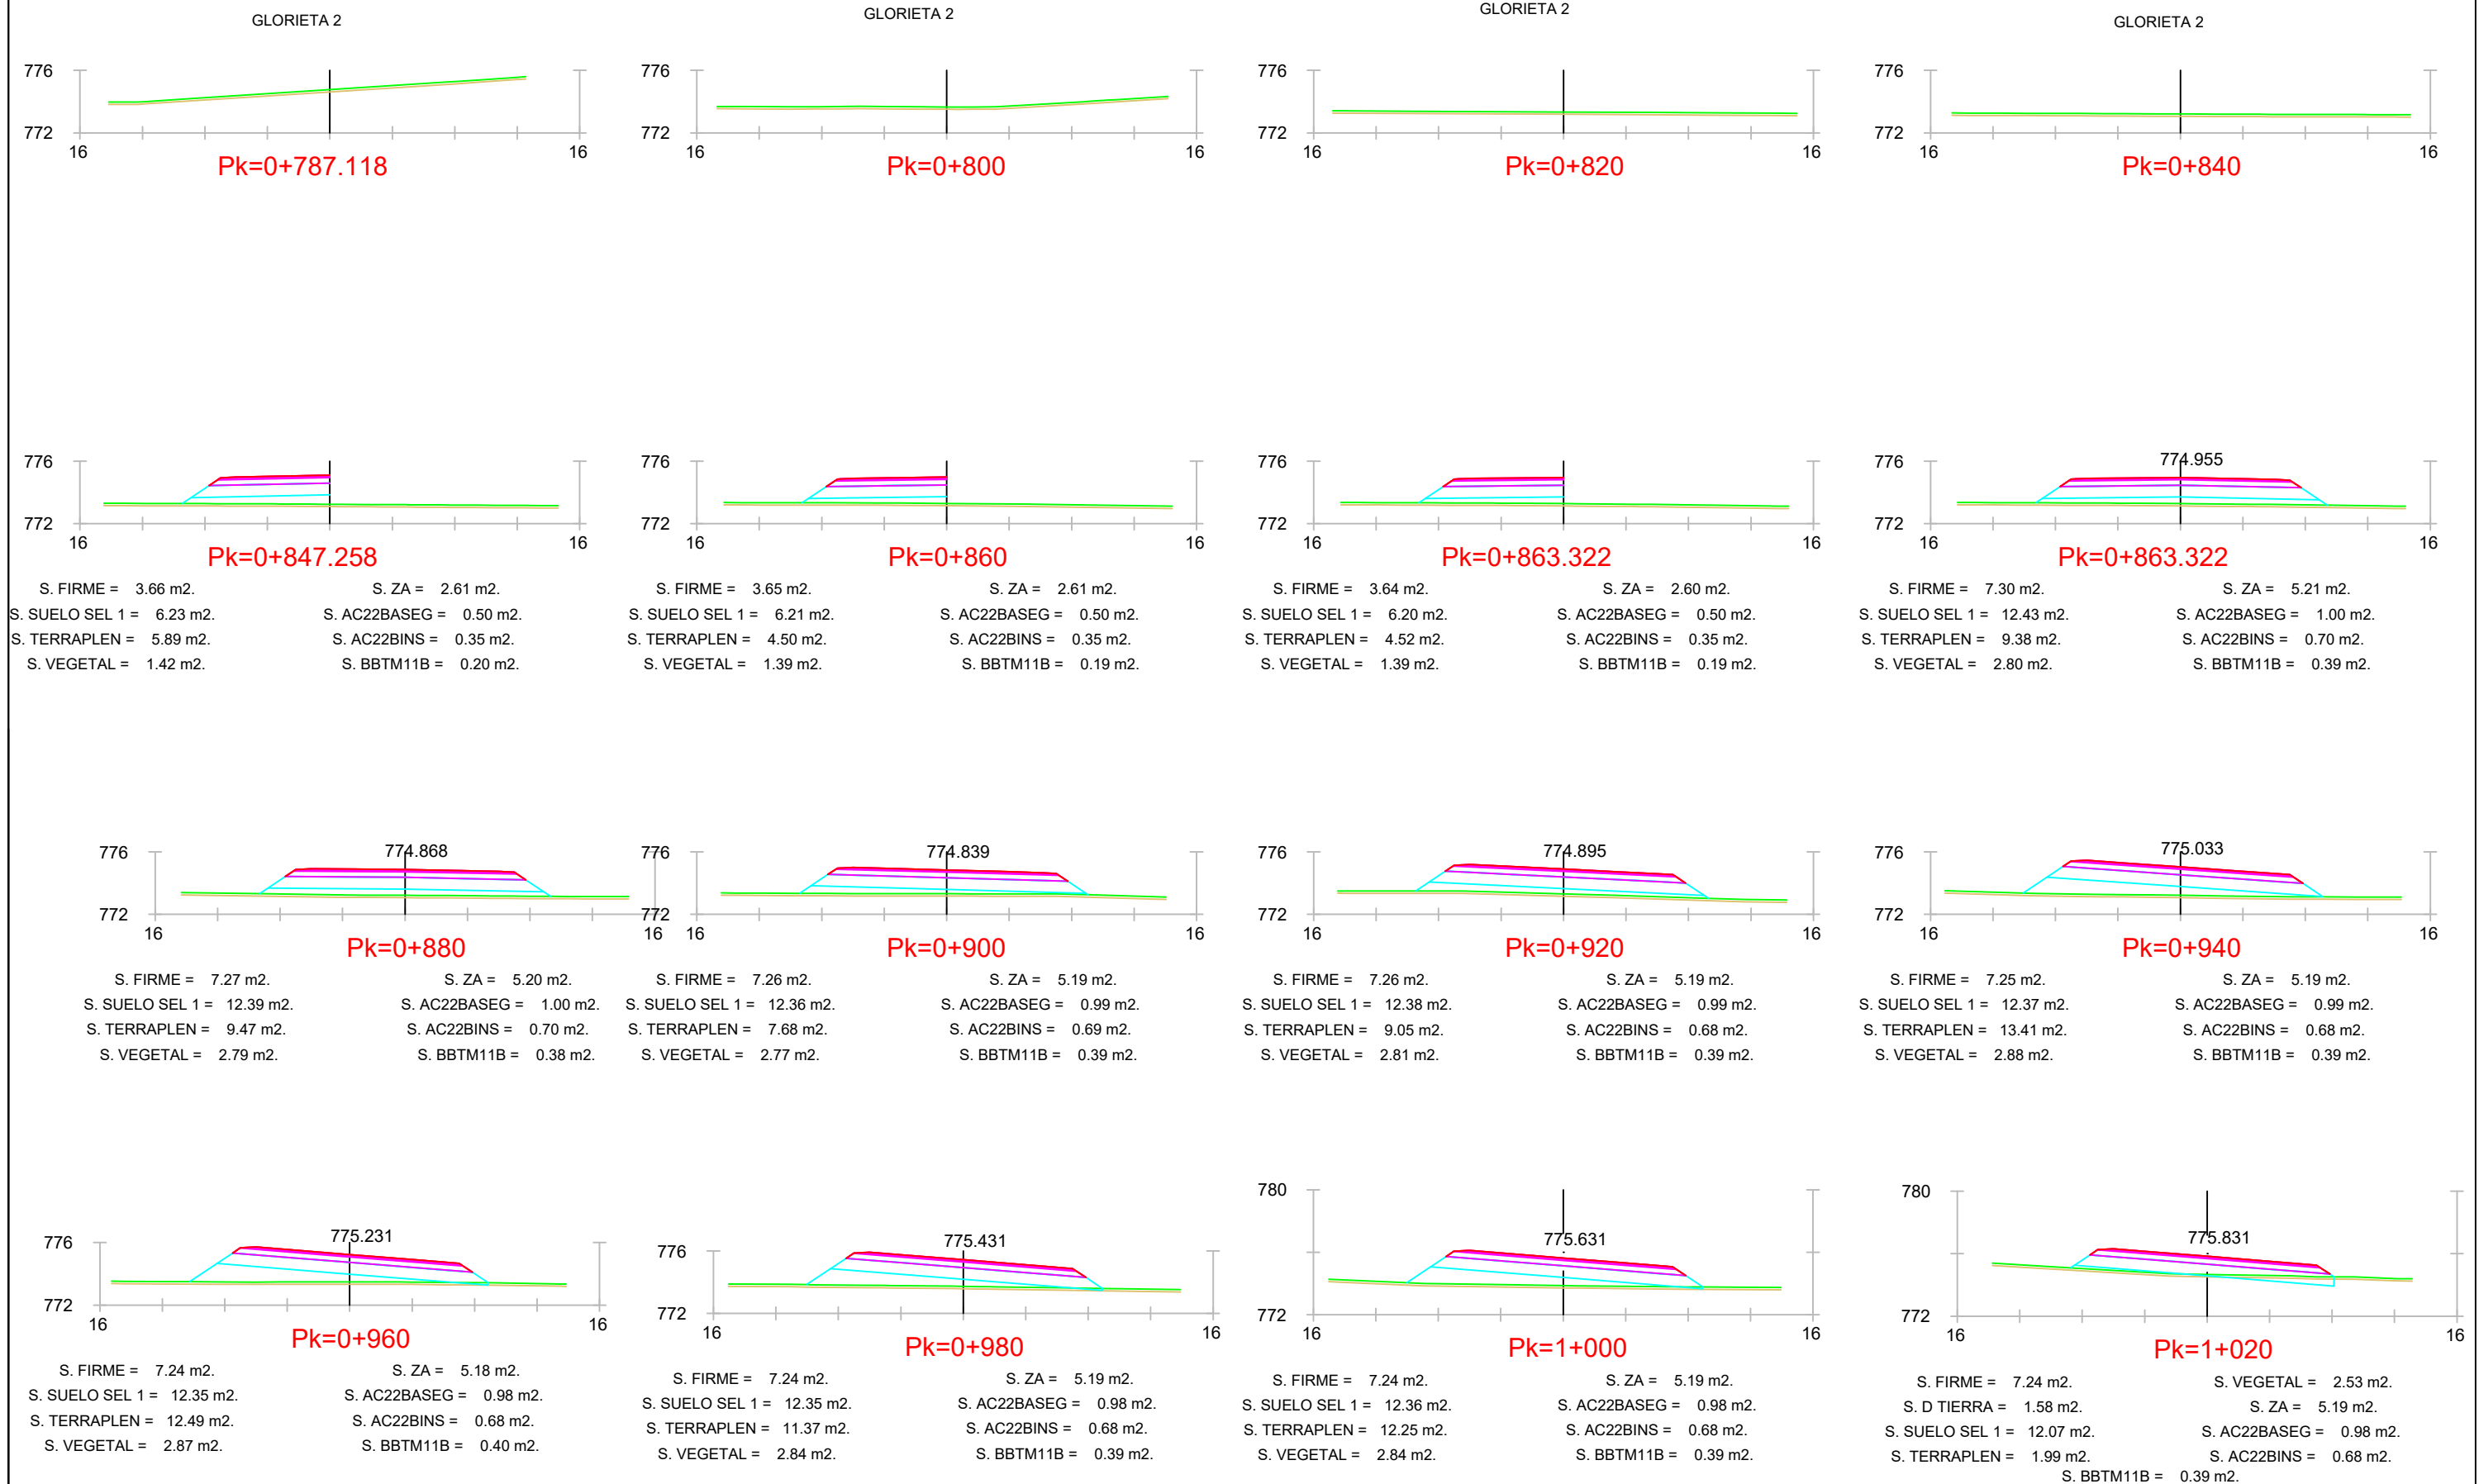 GLORIETA 2
776
772
16 16
Pk=0+787.118
GLORIETA 2
776
772
16 16
Pk=0+800
GLORIETA 2
776
772
16 16
Pk=0+820
GLORIETA 2
776
772
16 16
Pk=0+840
776
772
16 16
Pk=0+847.258
S. FIRME = 3.66 m2. S. ZA = 2.61 m2.
S. SUELO SEL 1 = 6.23 m2. S. AC22BASEG = 0.50 m2.
S. TERRAPLEN = 5.89 m2. S. AC22BINS = 0.35 m2.
S. VEGETAL = 1.42 m2. S. BBTM11B = 0.20 m2.
776
772
16 16
Pk=0+860
S. FIRME = 3.65 m2. S. ZA = 2.61 m2.
S. SUELO SEL 1 = 6.21 m2. S. AC22BASEG = 0.50 m2.
S. TERRAPLEN = 4.50 m2. S. AC22BINS = 0.35 m2.
S. VEGETAL = 1.39 m2. S. BBTM11B = 0.19 m2.
776
772
16 16
Pk=0+863.322
S. FIRME = 3.64 m2. S. ZA = 2.60 m2.
S. SUELO SEL 1 = 6.20 m2. S. AC22BASEG = 0.50 m2.
S. TERRAPLEN = 4.52 m2. S. AC22BINS = 0.35 m2.
S. VEGETAL = 1.39 m2. S. BBTM11B = 0.19 m2.
774.955
776
772
16 16
Pk=0+863.322
S. FIRME = 7.30 m2. S. ZA = 5.21 m2.
S. SUELO SEL 1 = 12.43 m2. S. AC22BASEG = 1.00 m2.
S. TERRAPLEN = 9.38 m2. S. AC22BINS = 0.70 m2.
S. VEGETAL = 2.80 m2. S. BBTM11B = 0.39 m2.
774.868
776
772
16 16
Pk=0+880
S. FIRME = 7.27 m2. S. ZA = 5.20 m2.
S. SUELO SEL 1 = 12.39 m2. S. AC22BASEG = 1.00 m2.
S. TERRAPLEN = 9.47 m2. S. AC22BINS = 0.70 m2.
S. VEGETAL = 2.79 m2. S. BBTM11B = 0.38 m2.
774.839
776
772
16 16
Pk=0+900
S. FIRME = 7.26 m2. S. ZA = 5.19 m2.
S. SUELO SEL 1 = 12.36 m2. S. AC22BASEG = 0.99 m2.
S. TERRAPLEN = 7.68 m2. S. AC22BINS = 0.69 m2.
S. VEGETAL = 2.77 m2. S. BBTM11B = 0.39 m2.
774.895
776
772
16 16
Pk=0+920
S. FIRME = 7.26 m2. S. ZA = 5.19 m2.
S. SUELO SEL 1 = 12.38 m2. S. AC22BASEG = 0.99 m2.
S. TERRAPLEN = 9.05 m2. S. AC22BINS = 0.68 m2.
S. VEGETAL = 2.81 m2. S. BBTM11B = 0.39 m2.
775.033
776
772
16 16
Pk=0+940
S. FIRME = 7.25 m2. S. ZA = 5.19 m2.
S. SUELO SEL 1 = 12.37 m2. S. AC22BASEG = 0.99 m2.
S. TERRAPLEN = 13.41 m2. S. AC22BINS = 0.68 m2.
S. VEGETAL = 2.88 m2. S. BBTM11B = 0.39 m2.
775.231
776
772
16 16
Pk=0+960
S. FIRME = 7.24 m2. S. ZA = 5.18 m2.
S. SUELO SEL 1 = 12.35 m2. S. AC22BASEG = 0.98 m2.
S. TERRAPLEN = 12.49 m2. S. AC22BINS = 0.68 m2.
S. VEGETAL = 2.87 m2. S. BBTM11B = 0.40 m2.
775.431
776
772
16 16
Pk=0+980
S. FIRME = 7.24 m2. S. ZA = 5.19 m2.
S. SUELO SEL 1 = 12.35 m2. S. AC22BASEG = 0.98 m2.
S. TERRAPLEN = 11.37 m2. S. AC22BINS = 0.68 m2.
S. VEGETAL = 2.84 m2. S. BBTM11B = 0.39 m2.
780
775.631
772
16 16
Pk=1+000
S. FIRME = 7.24 m2. S. ZA = 5.19 m2.
S. SUELO SEL 1 = 12.36 m2. S. AC22BASEG = 0.98 m2.
S. TERRAPLEN = 12.25 m2. S. AC22BINS = 0.68 m2.
S. VEGETAL = 2.84 m2. S. BBTM11B = 0.39 m2.
780
775.831
772
16 16
Pk=1+020
S. FIRME = 7.24 m2. S. VEGETAL = 2.53 m2.
S. D TIERRA = 1.58 m2. S. ZA = 5.19 m2.
S. SUELO SEL 1 = 12.07 m2. S. AC22BASEG = 0.98 m2.
S. TERRAPLEN = 1.99 m2. S. AC22BINS = 0.68 m2.
S. BBTM11B = 0.39 m2.